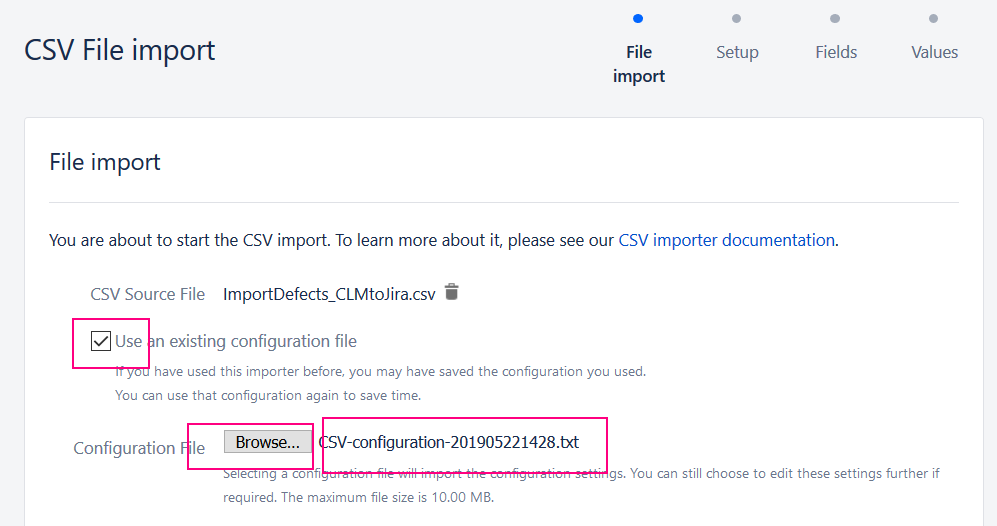 CSV File import
File import
Setup
Fields
Values
File import
You are about to start the CSV import. To learn more about it, please see our CSV importer documentation.
CSV Source File ImportDefects_CLMtoJira.csv
Use an existing configuration file
If you have used this importer before, you may have saved the configuration you used.
You can use that configuration again to save time.
Configuration File Browse... CSV-configuration-201905221428.txt
Selecting a configuration file will import the configuration settings. You can still choose to edit these settings further if
required. The maximum file size is 10.00 MB.